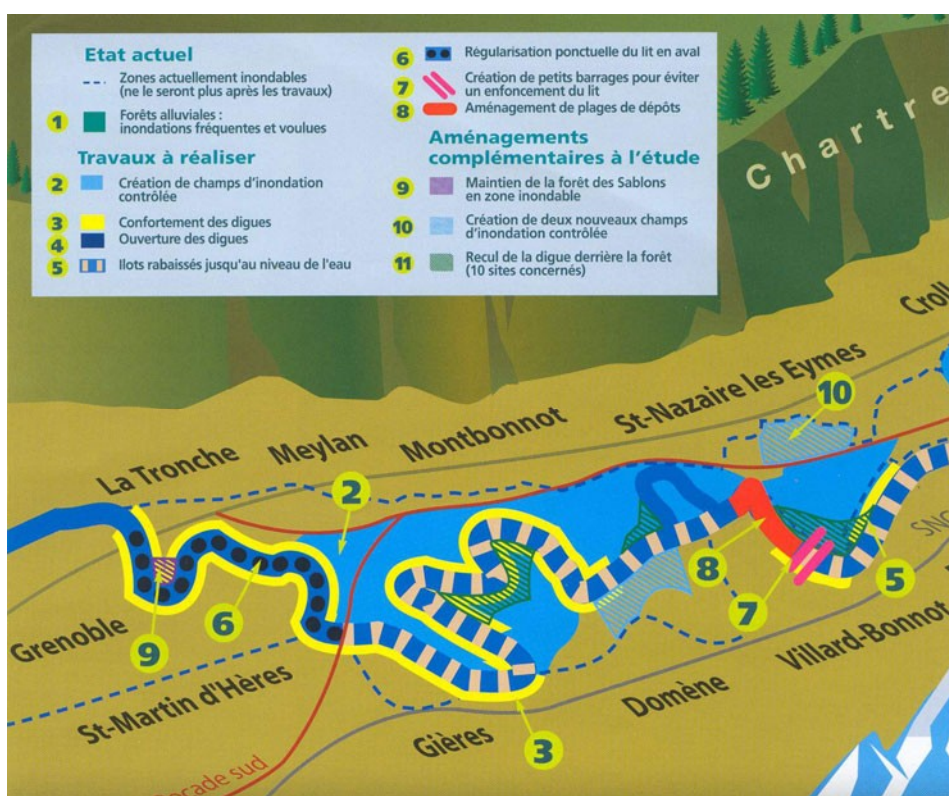 Etat actuel
Zones actuellement inondables
(ne le seront plus après les travaux)
1
Forêts alluviales :
inondations fréquentes et voulues
Travaux à réaliser
2
Création de champs d'inondation
contrôlée
3
Confortement des digues
4
Ouverture des digues
5
Ilots rabaissés jusqu'au niveau de l'eau
6
Régularisation ponctuelle du lit en aval
7
Création de petits barrages pour éviter
un enfoncement du lit
8
Aménagement de plages de dépôts
Aménagements
complémentaires à l'étude
9
Maintien de la forêt des Sablons
en zone inondable
10
Création de deux nouveaux champs
d'inondation contrôlée
11
Recul de la digue derrière la forêt
(10 sites concernés)
Chartre
Croll
St-Nazaire les Eymes
10
Montbonnot
Meylan
La Tronche
2
SNC
8
5
7
6
9
Grenoble
Villard-Bonnot
St-Martin d'Hères
Domène
Gières
3
ocade sud